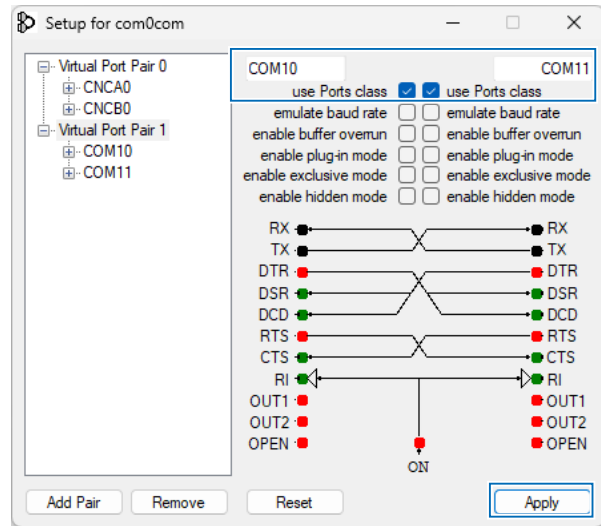 Setup for com0com
Virtual Port Pair 0
CNCA0
CNCB0
Virtual Port Pair 1
COM10
COM11
COM10 COM11
use Ports class use Ports class
emulate baud rate emulate baud rate
enable buffer overrun enable buffer overrun
enable plug-in mode enable plug-in mode
enable exclusive mode enable exclusive mode
enable hidden mode enable hidden mode
RX RX
TX TX
DTR DTR
DSR DSR
DCD DCD
RTS RTS
CTS CTS
RI RI
OUT1 OUT1
OUT2 OUT2
OPEN OPEN
ON
Add Pair Remove Reset Apply